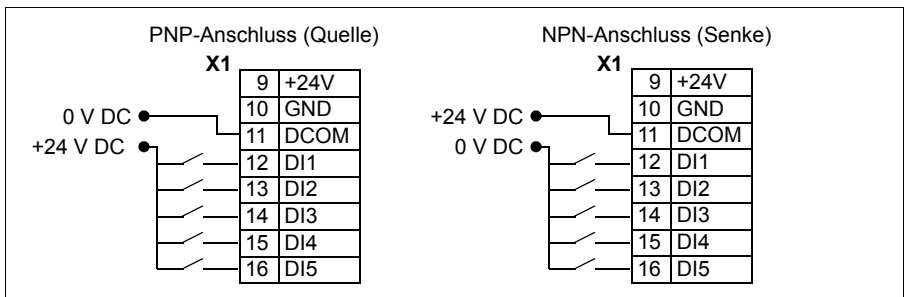 PNP-Anschluss (Quelle)
X1
9 +24V
10 GND
11 DCOM
12 DI1
13 DI2
14 DI3
15 DI4
16 DI5
0 V DC
+24 V DC
NPN-Anschluss (Senke)
X1
9 +24V
10 GND
11 DCOM
12 DI1
13 DI2
14 DI3
15 DI4
16 DI5
+24 V DC
0 V DC